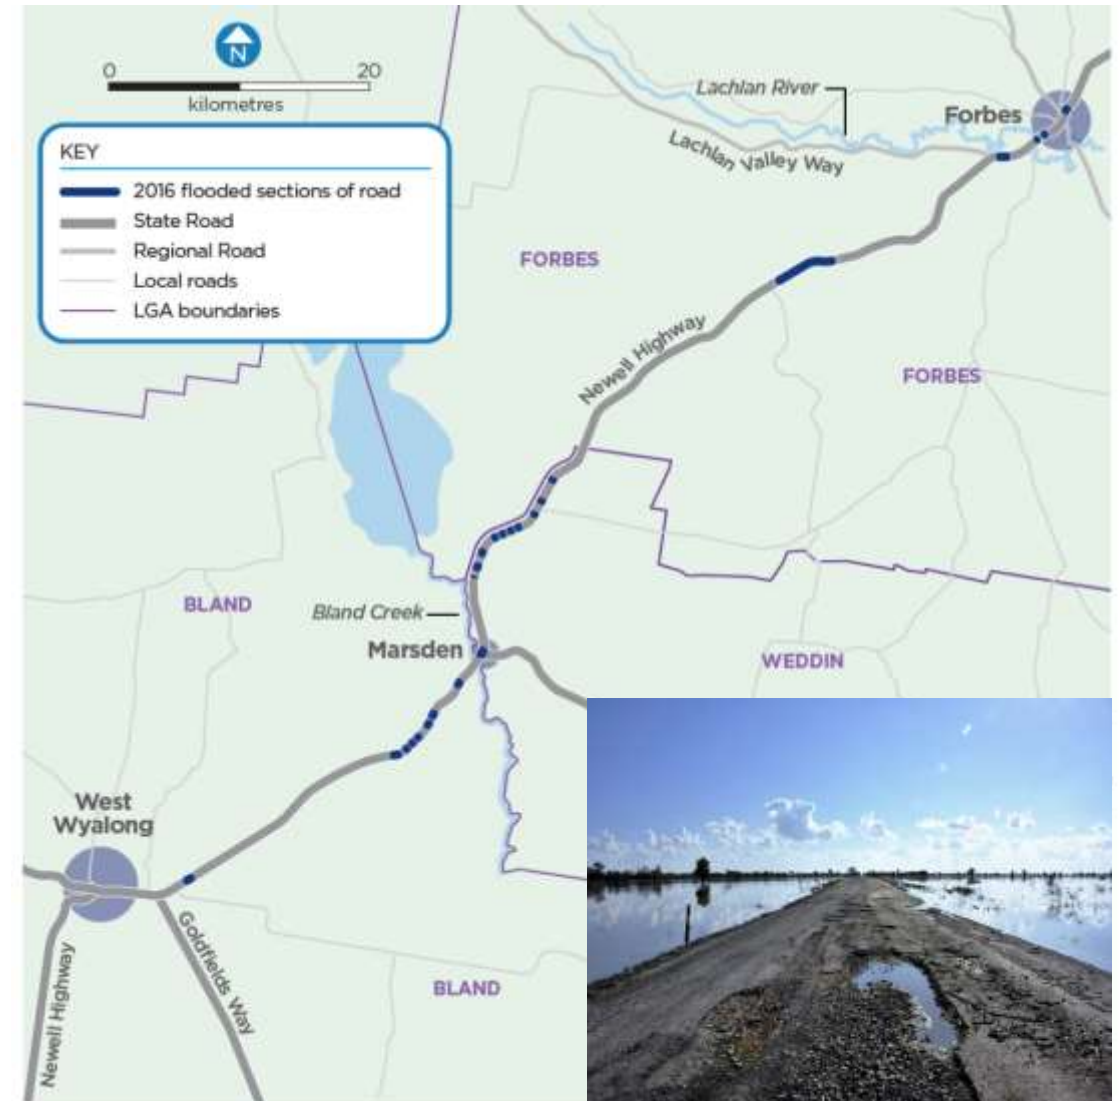 N
0 20
kilometres
KEY
2016 flooded sections of road
State Road
Regional Road
Local roads
LGA boundaries
Lachlan River
Forbes
Lachlan Valley Way
FORBES
Newell Highway
FORBES
BLAND
Bland Creek
Marsden
WEDDIN
West
Wyalong
Goldfields Way
Newell Highway
BLAND